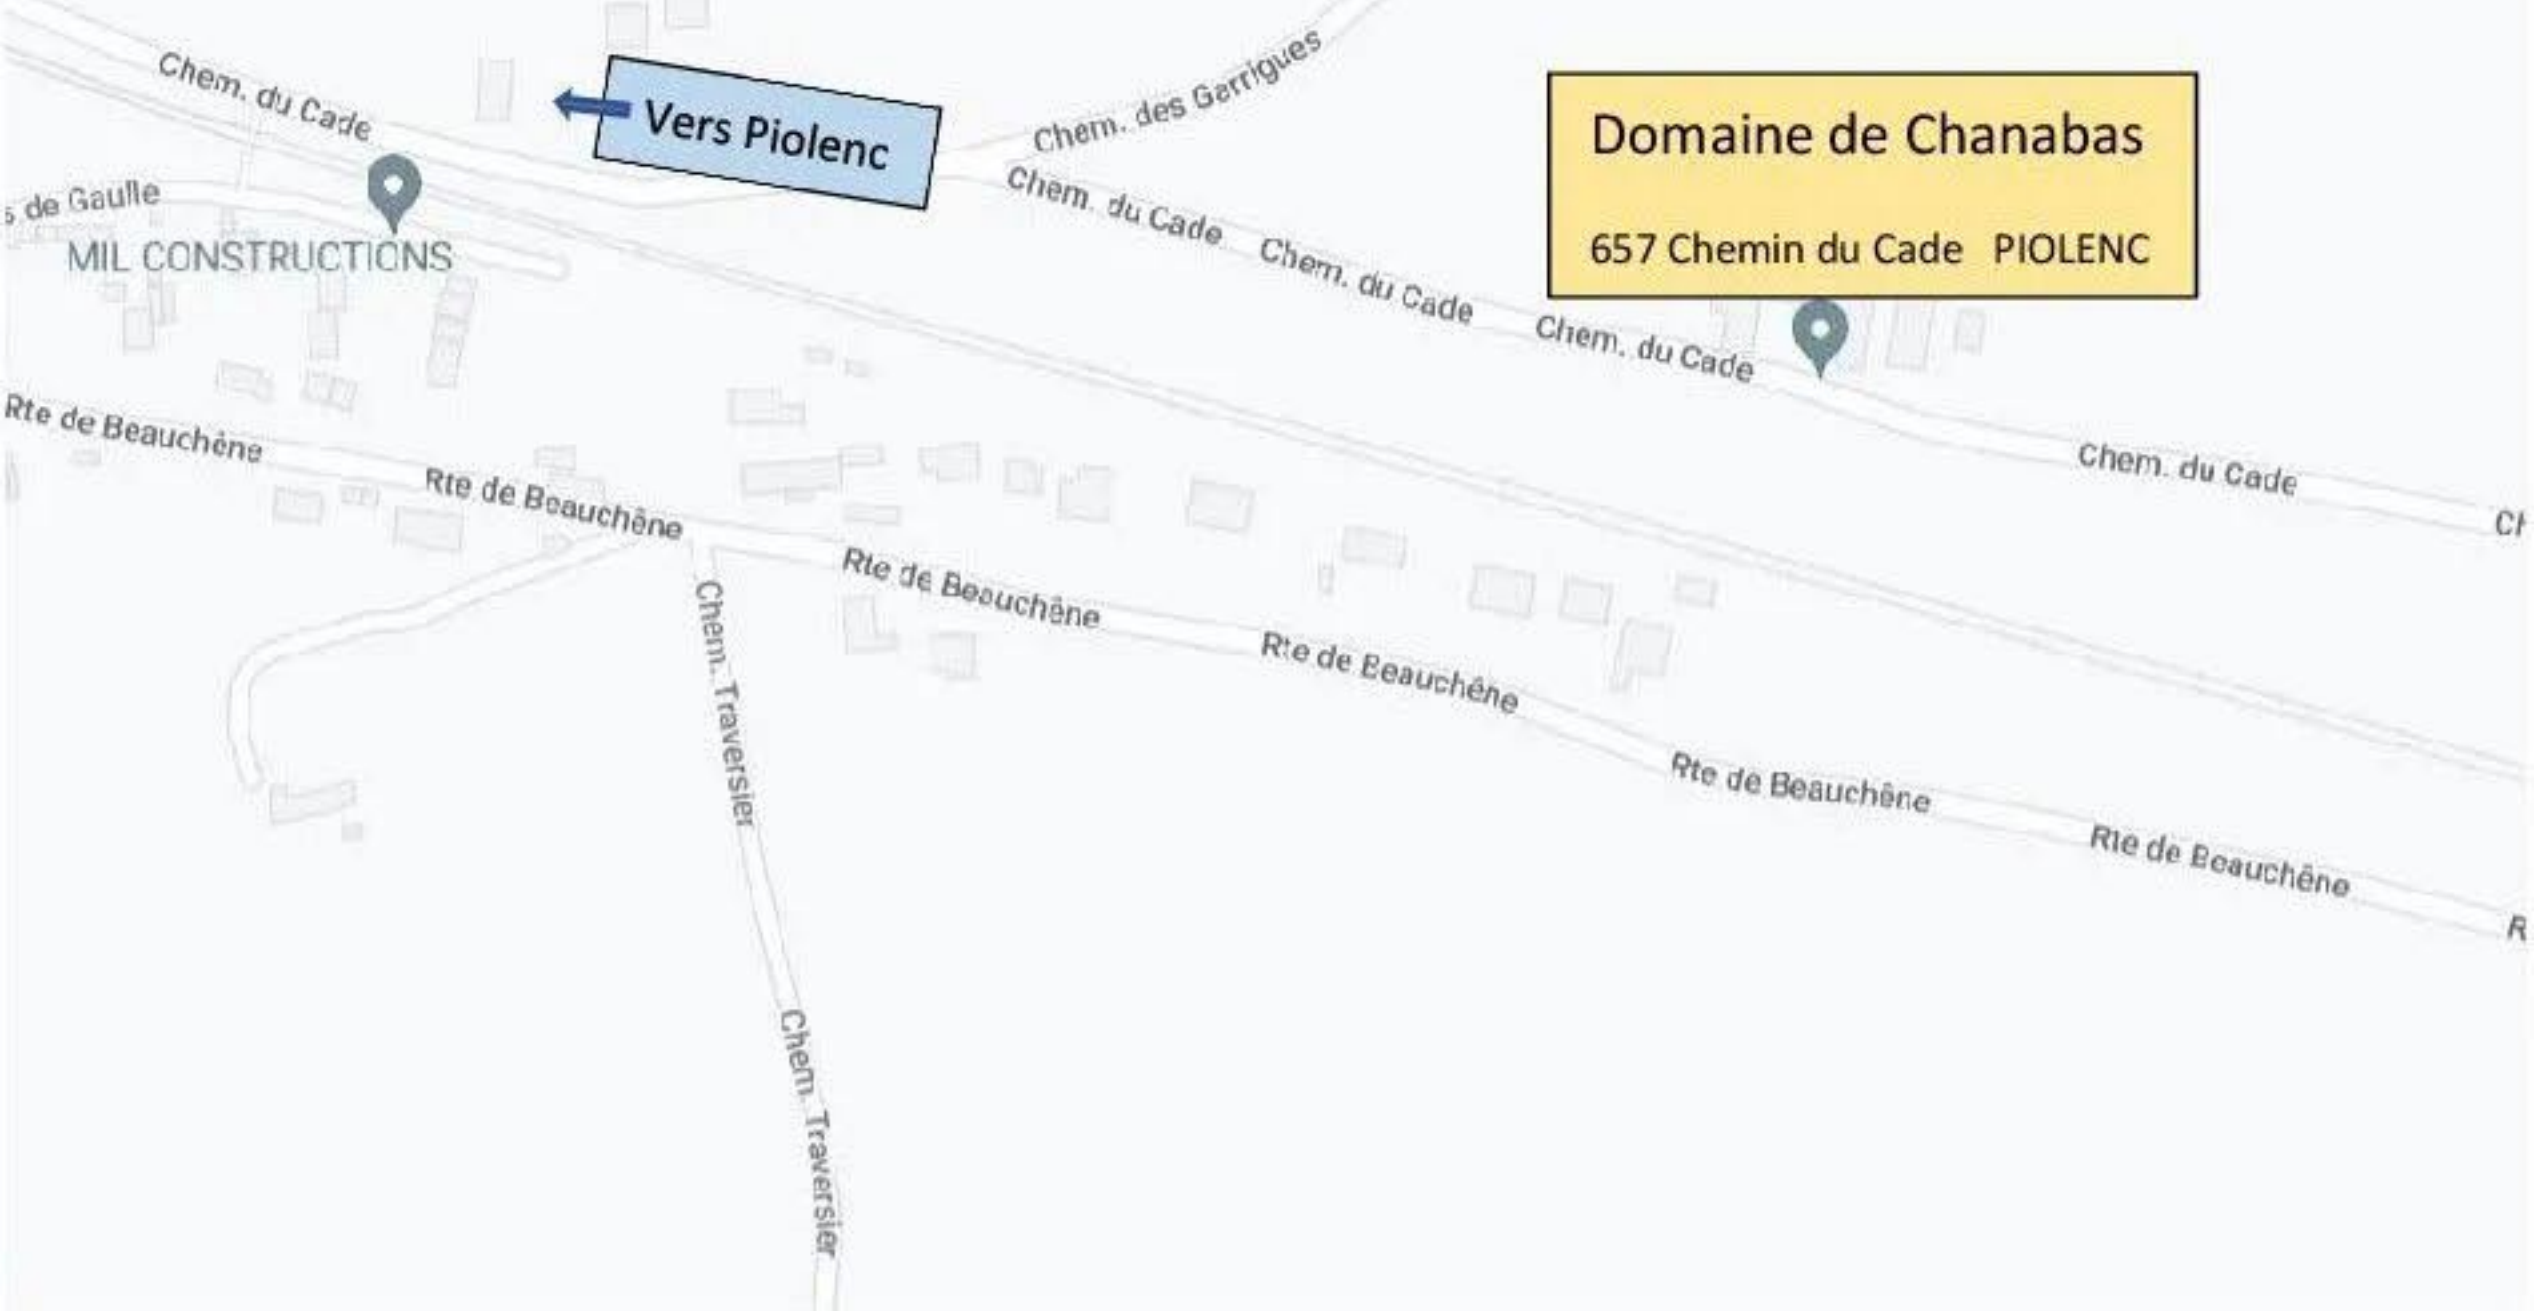 Chem. du Cade
Vers Piolenc
Chem. des Garrigues
Domaine de Chanabas
657 Chemin du Cade PIOLENC
s de Gaulle
MIL CONSTRUCTIONS
Chem. du Cade
Chem. du Cade
Chem. du Cade
Chem. du Cade
Ch
Rte de Beauchêne
Rte de Beauchêne
Rte de Beauchêne
Rte de Beauchêne
Rte de Beauchêne
Rte de Beauchêne
R
Chem. Traversier
Chem. Traversier